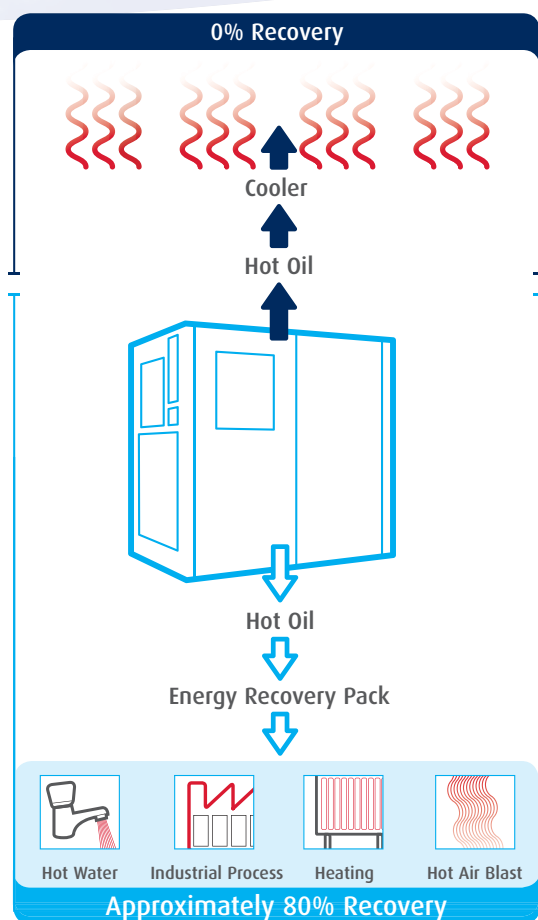 0% Recovery
Cooler
Hot Oil
Hot Oil
Energy Recovery Pack
Hot Water
Industrial Process
Heating
Hot Air Blast
Approximately 80% Recovery